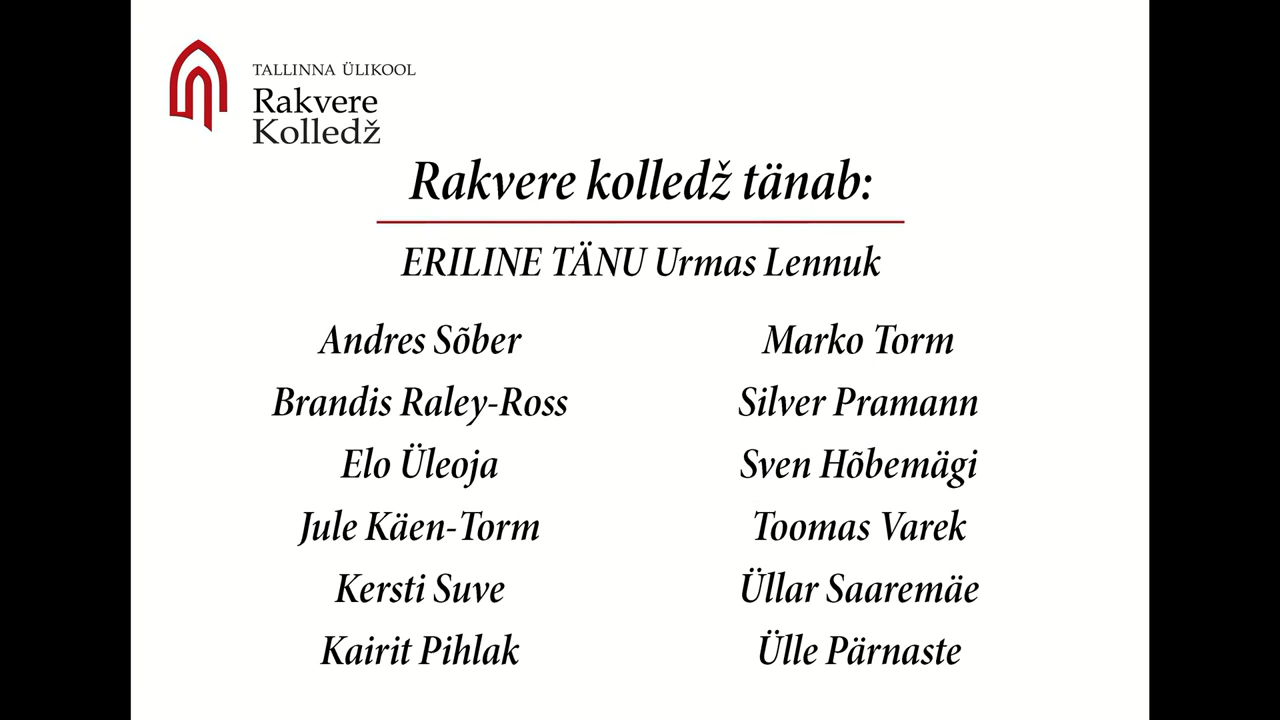 TALLINNA ÜLIKOOL
Rakvere
Kolledž
Rakvere kolledž tänab:
ERILINE TÄNU Urmas Lennuk
Andres Sõber
Brandis Raley-Ross
Elo Üleoja
Jule Käen-Torm
Kersti Suve
Kairit Pihlak
Marko Torm
Silver Pramann
Sven Hõbemägi
Toomas Varek
Üllar Saaremäe
Ülle Pärnaste